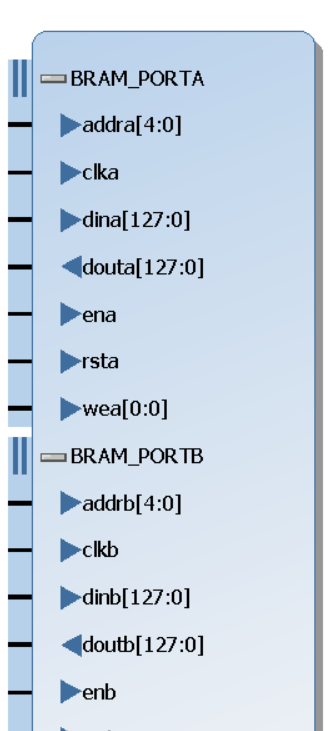 BRAM_PORTA
addra[4:0]
clka
dina[127:0]
douta[127:0]
ena
rsta
wea[0:0]
BRAM_PORTB
addrb[4:0]
clkb
dinb[127:0]
doutb[127:0]
enb